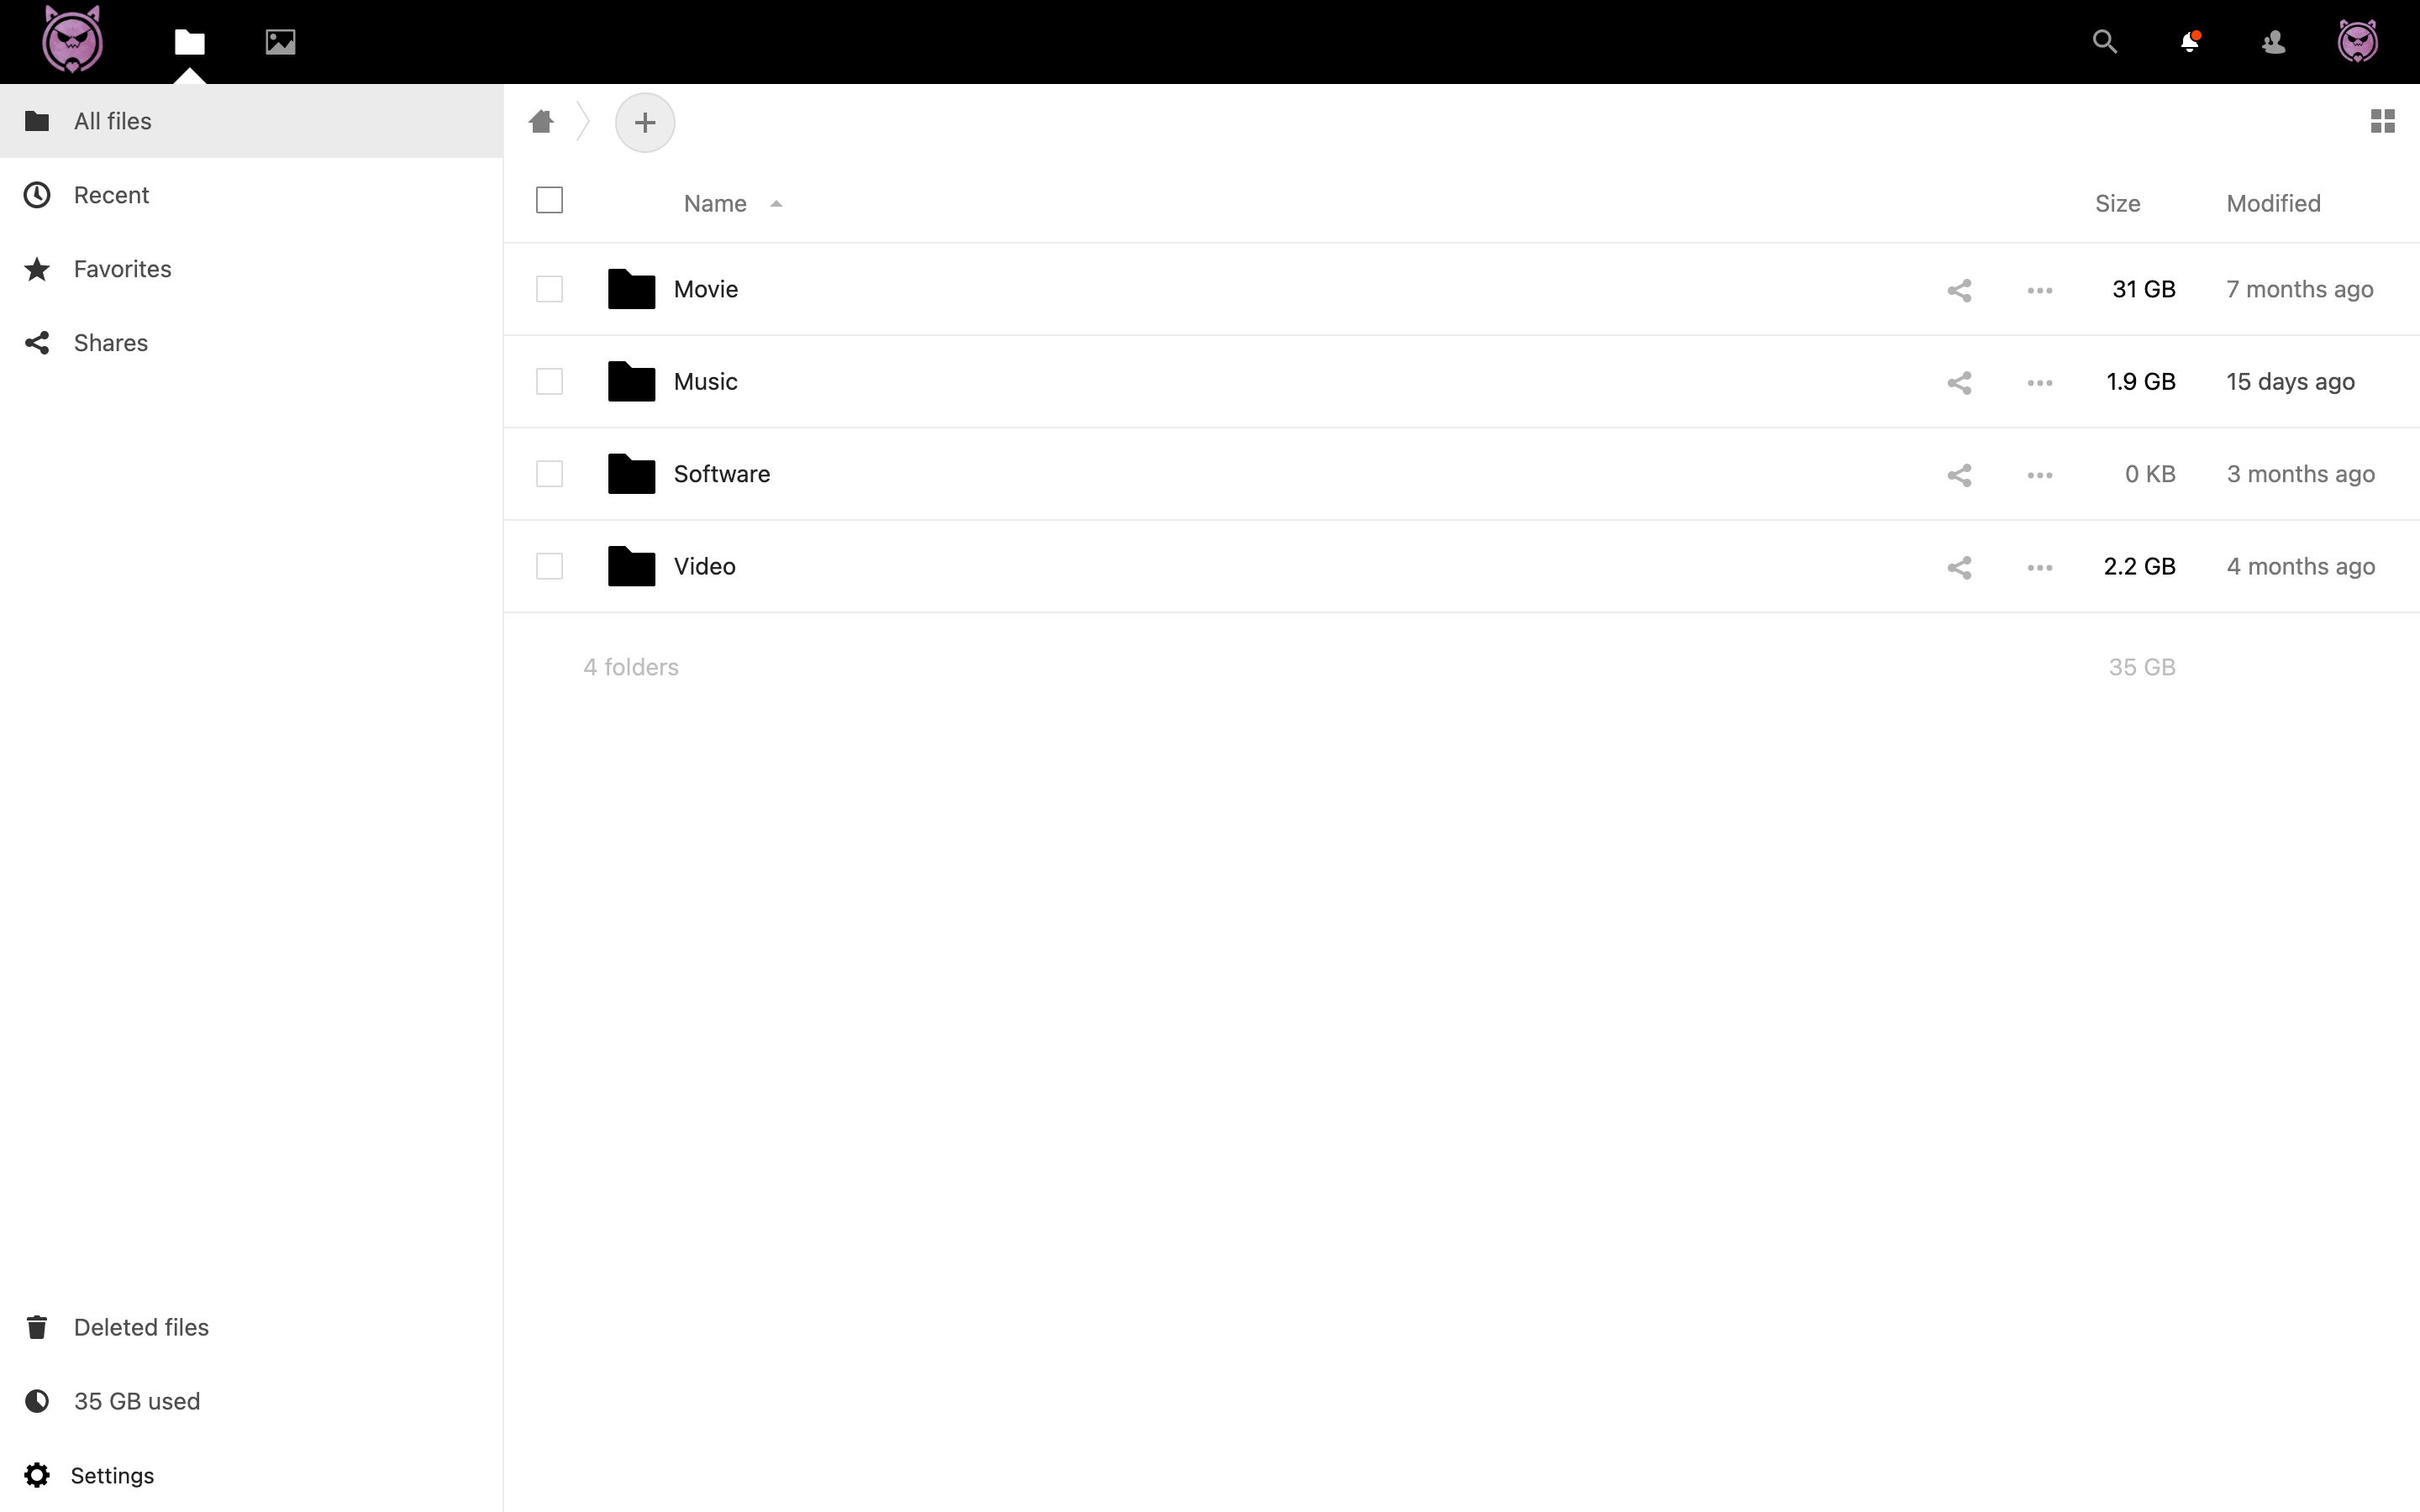 All files
Recent
Favorites
Shares
Deleted files
35 GB used
Settings
Name Size Modified
Movie 31 GB 7 months ago
Music 1.9 GB 15 days ago
Software 0 KB 3 months ago
Video 2.2 GB 4 months ago
4 folders 35 GB